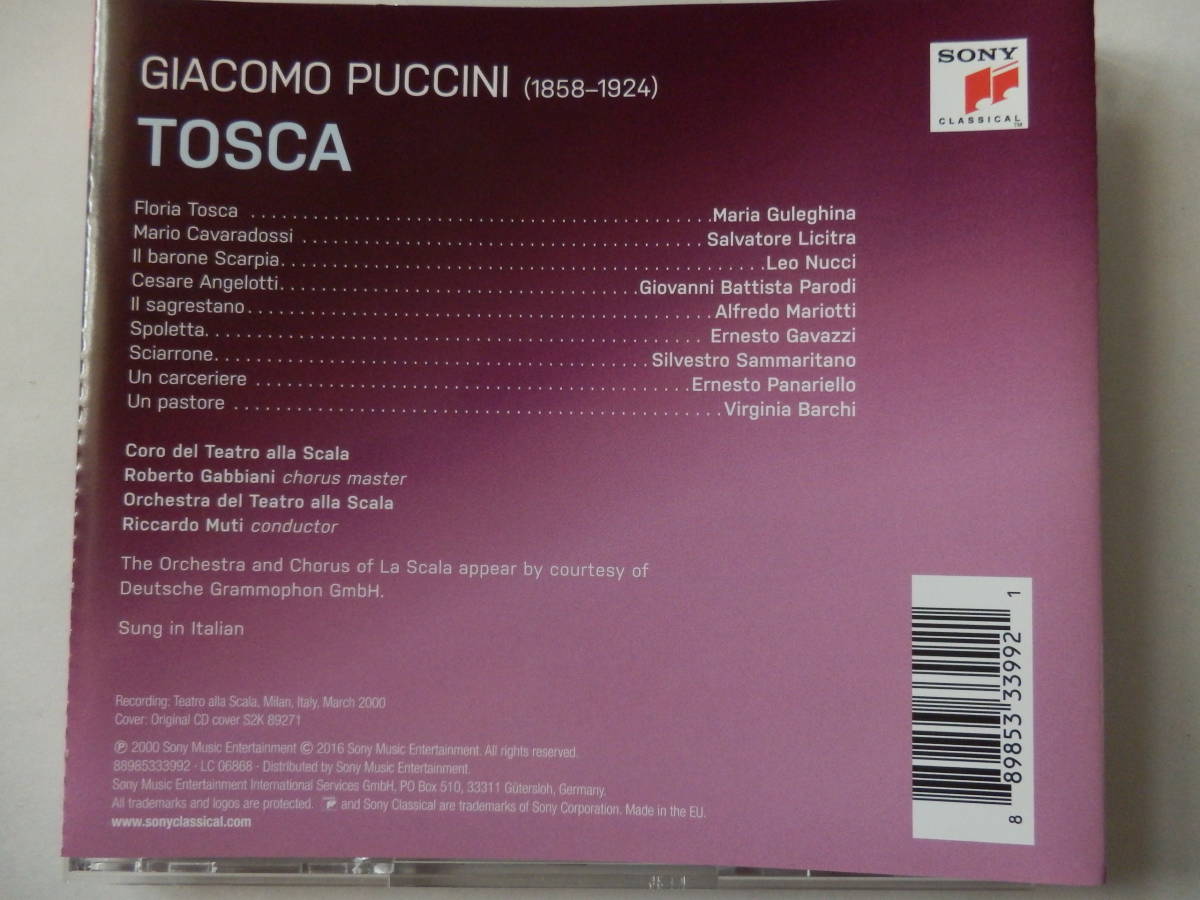 GIACOMO PUCCINI (1858–1924)
TOSCA
SONY
CLASSICAL™
Floria Tosca ............................................. Maria Guleghina
Mario Cavaradossi ....................................... Salvatore Licitra
Il barone Scarpia............................................... Leo Nucci
Cesare Angelotti................................... Giovanni Battista Parodi
Il sagrestano............................................. Alfredo Mariotti
Spoletta................................................ Ernesto Gavazzi
Sciarrone.......................................... Silvestro Sammaritano
Un carceriere .......................................... Ernesto Panariello
Un pastore ............................................... Virginia Barchi
Coro del Teatro alla Scala
Roberto Gabbiani chorus master
Orchestra del Teatro alla Scala
Riccardo Muti conductor
The Orchestra and Chorus of La Scala appear by courtesy of
Deutsche Grammophon GmbH.
Sung in Italian
Recording: Teatro alla Scala, Milan, Italy, March 2000
Cover: Original CD cover S2K 89271
℗ 2000 Sony Music Entertainment © 2016 Sony Music Entertainment. All rights reserved.
88985333992 · LC 06868 · Distributed by Sony Music Entertainment.
Sony Music Entertainment International Services GmbH, PO Box 510, 33311 Gütersloh, Germany.
All trademarks and logos are protected. and Sony Classical are trademarks of Sony Corporation. Made in the EU.
www.sonyclassical.com
8 89853 33992 1